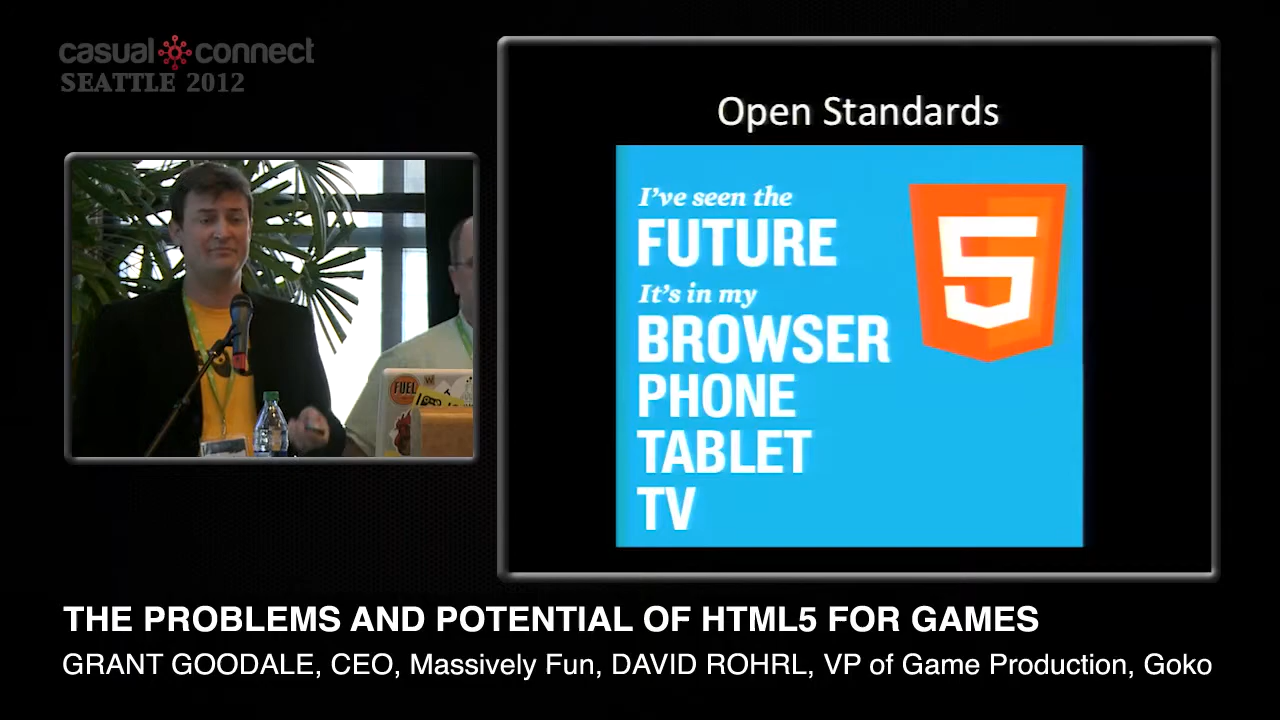 casual connect
SEATTLE 2012
Open Standards
I've seen the
FUTURE
It's in my
BROWSER
PHONE
TABLET
TV
5
FUEL
THE PROBLEMS AND POTENTIAL OF HTML5 FOR GAMES
GRANT GOODALE, CEO, Massively Fun, DAVID ROHRL, VP of Game Production, Goko